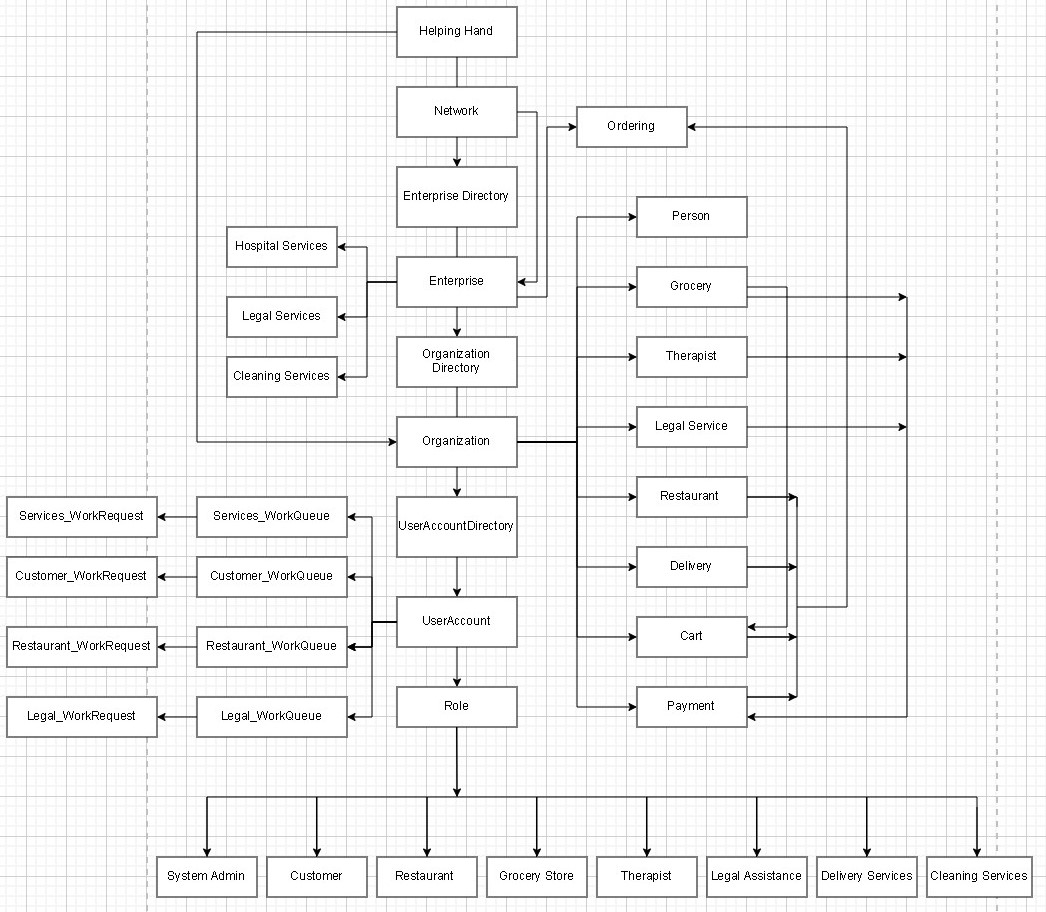 Helping Hand
Network
Ordering
Enterprise Directory
Person
Hospital Services
Enterprise
Grocery
Legal Services
Organization
Directory
Therapist
Cleaning Services
Organization
Legal Service
Services_WorkRequest
Services_WorkQueue
UserAccountDirectory
Restaurant
Customer_WorkRequest
Customer_WorkQueue
Delivery
UserAccount
Cart
Restaurant_WorkRequest
Restaurant_WorkQueue
Legal_WorkRequest
Legal_WorkQueue
Role
Payment
System Admin
Customer
Restaurant
Grocery Store
Therapist
Legal Assistance
Delivery Services
Cleaning Services